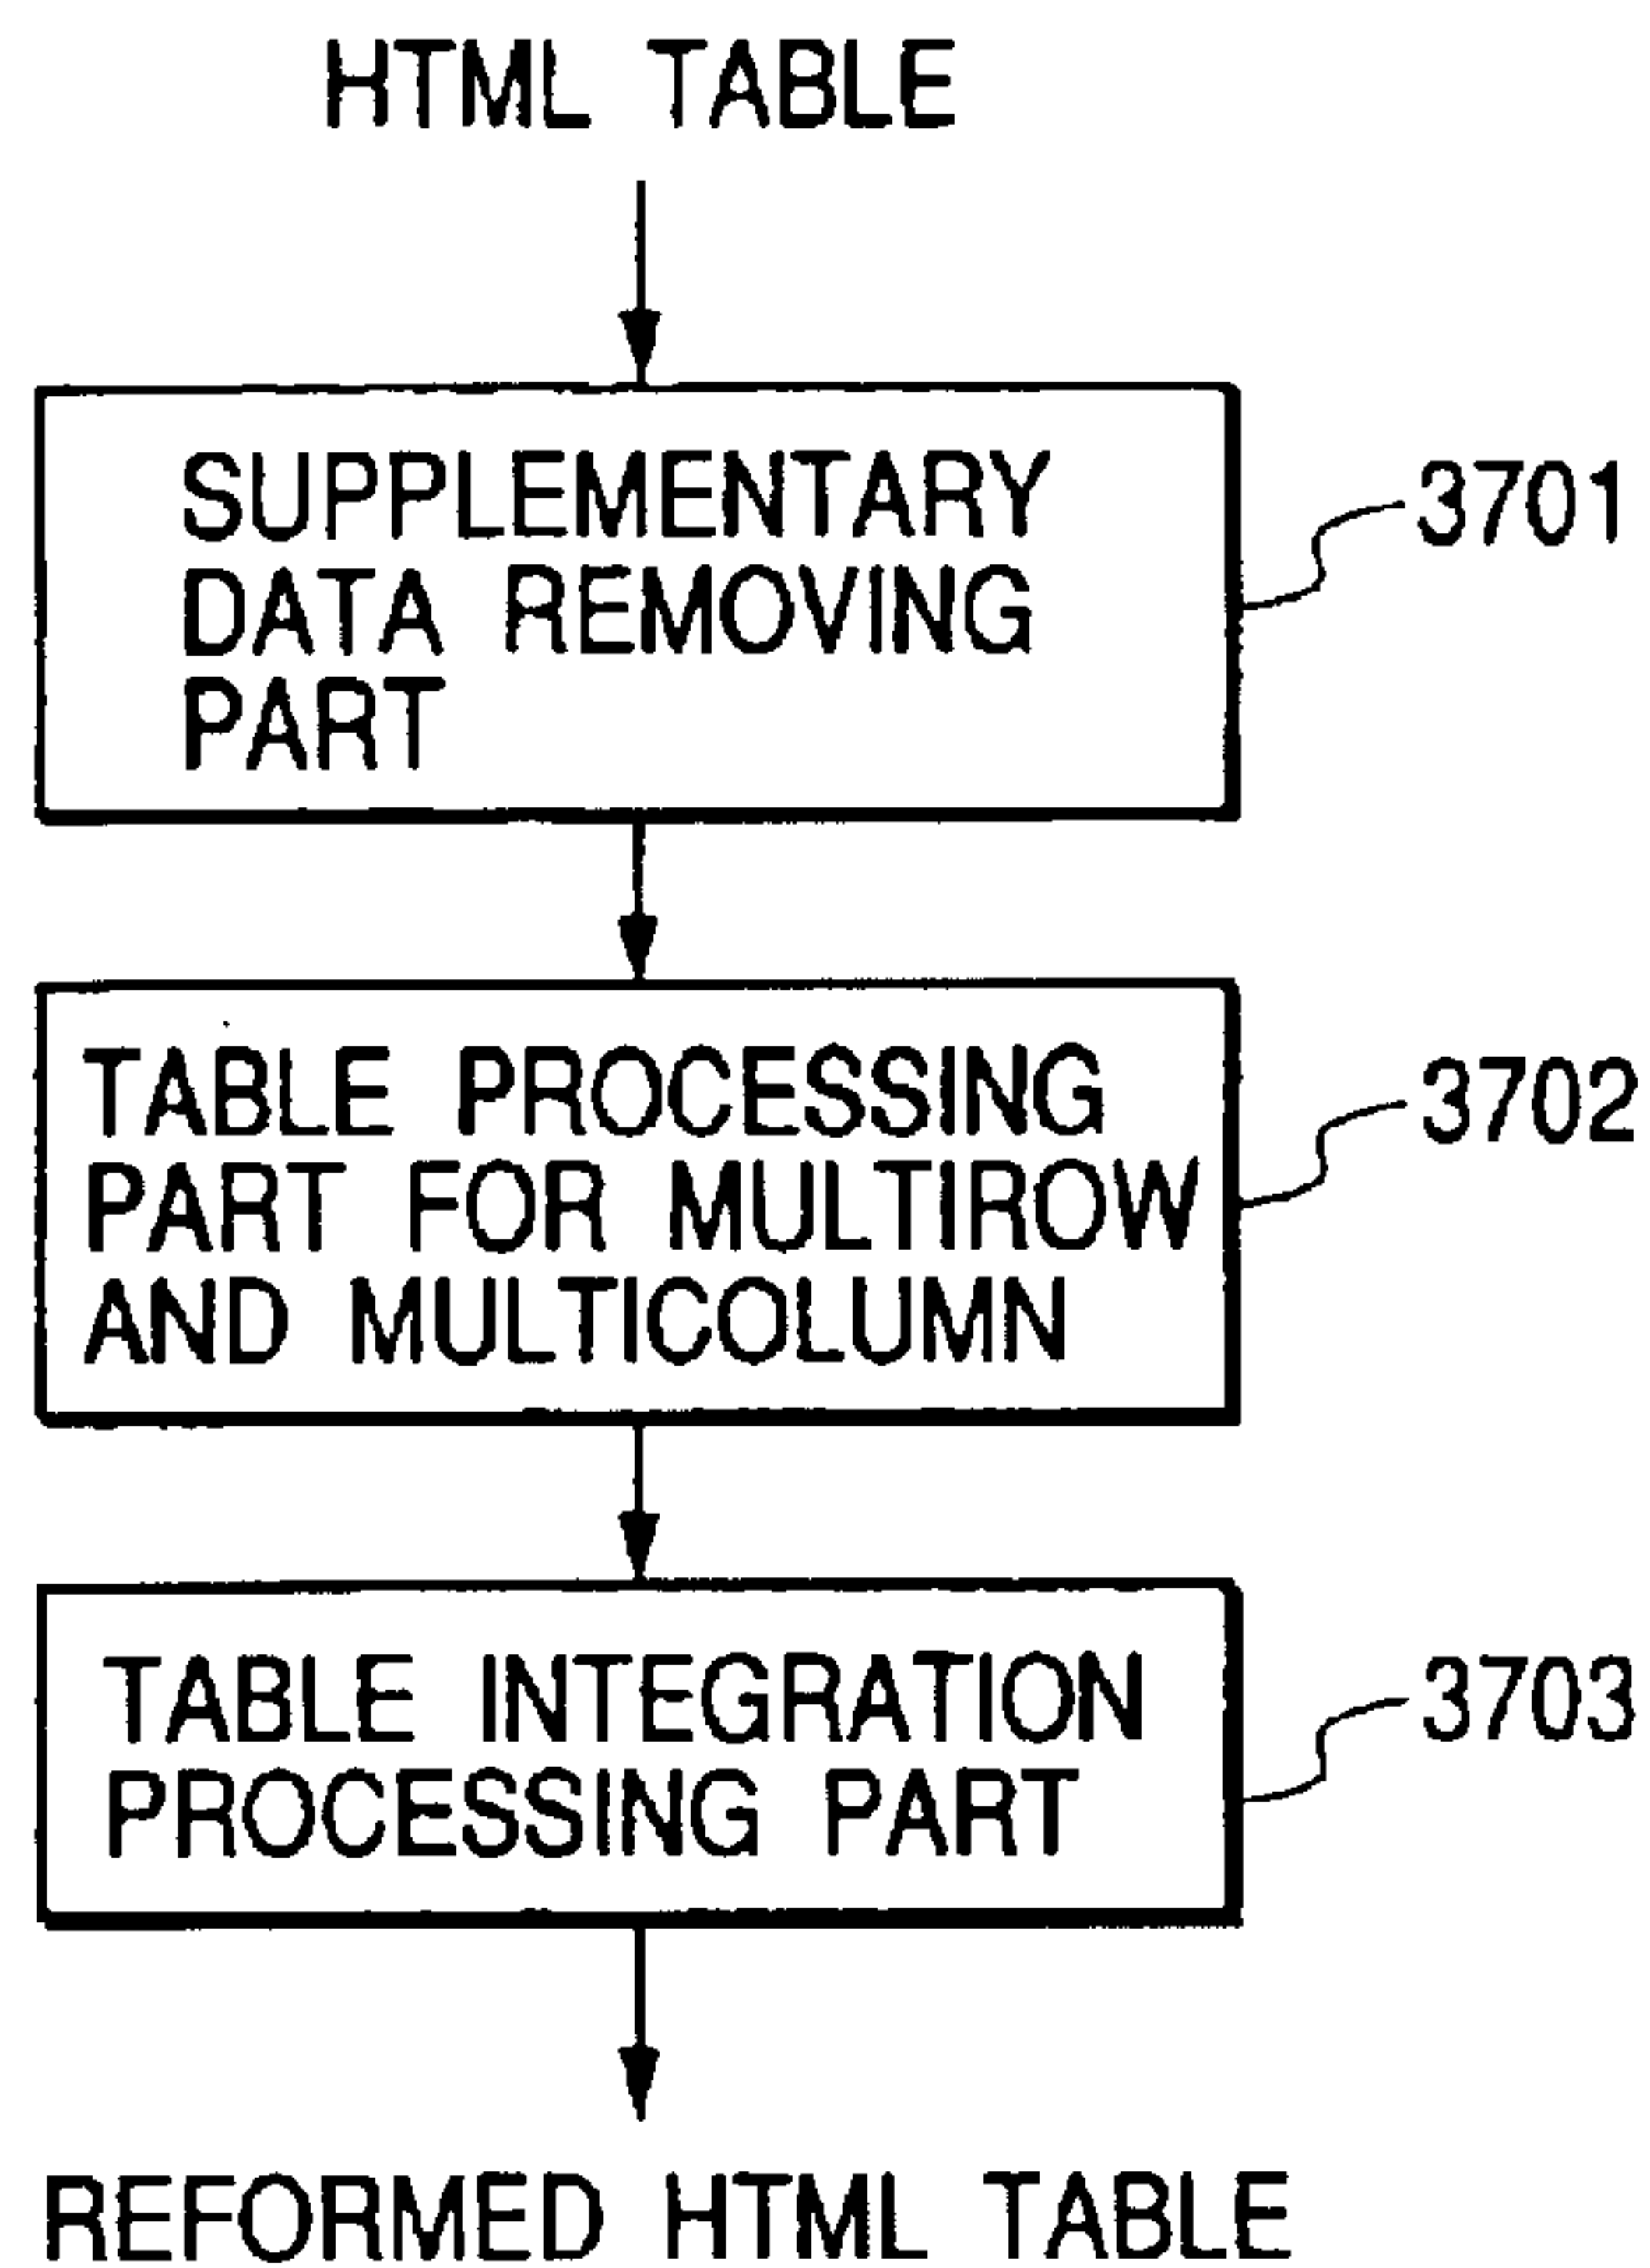 HTML TABLE
SUPPLEMENTARY
DATA REMOVING
PART
3701
TABLE PROCESSING
PART FOR MULTIROW
AND MULTICOLUMN
3702
TABLE INTEGRATION
PROCESSING PART
3703
REFORMED HTML TABLE